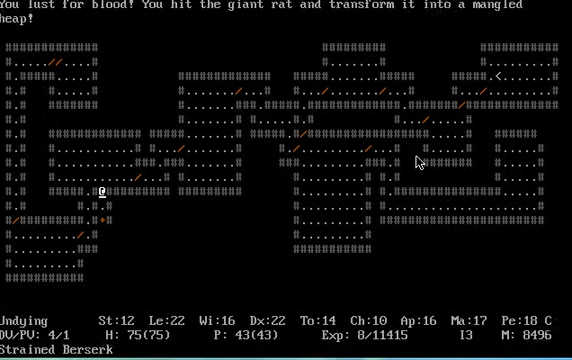 You lust for blood! You hit the giant rat and transform it into a mangled
heap!
Undying St:12 Le:22 Wi:16 Dx:22 To:14 Ch:10 Ap:16 Ma:17 Pe:18 C
DV/PV: 4/1 H: 75(75) P: 43(43) Exp: 8/11415 I3 M: 8496
Strained Berserk